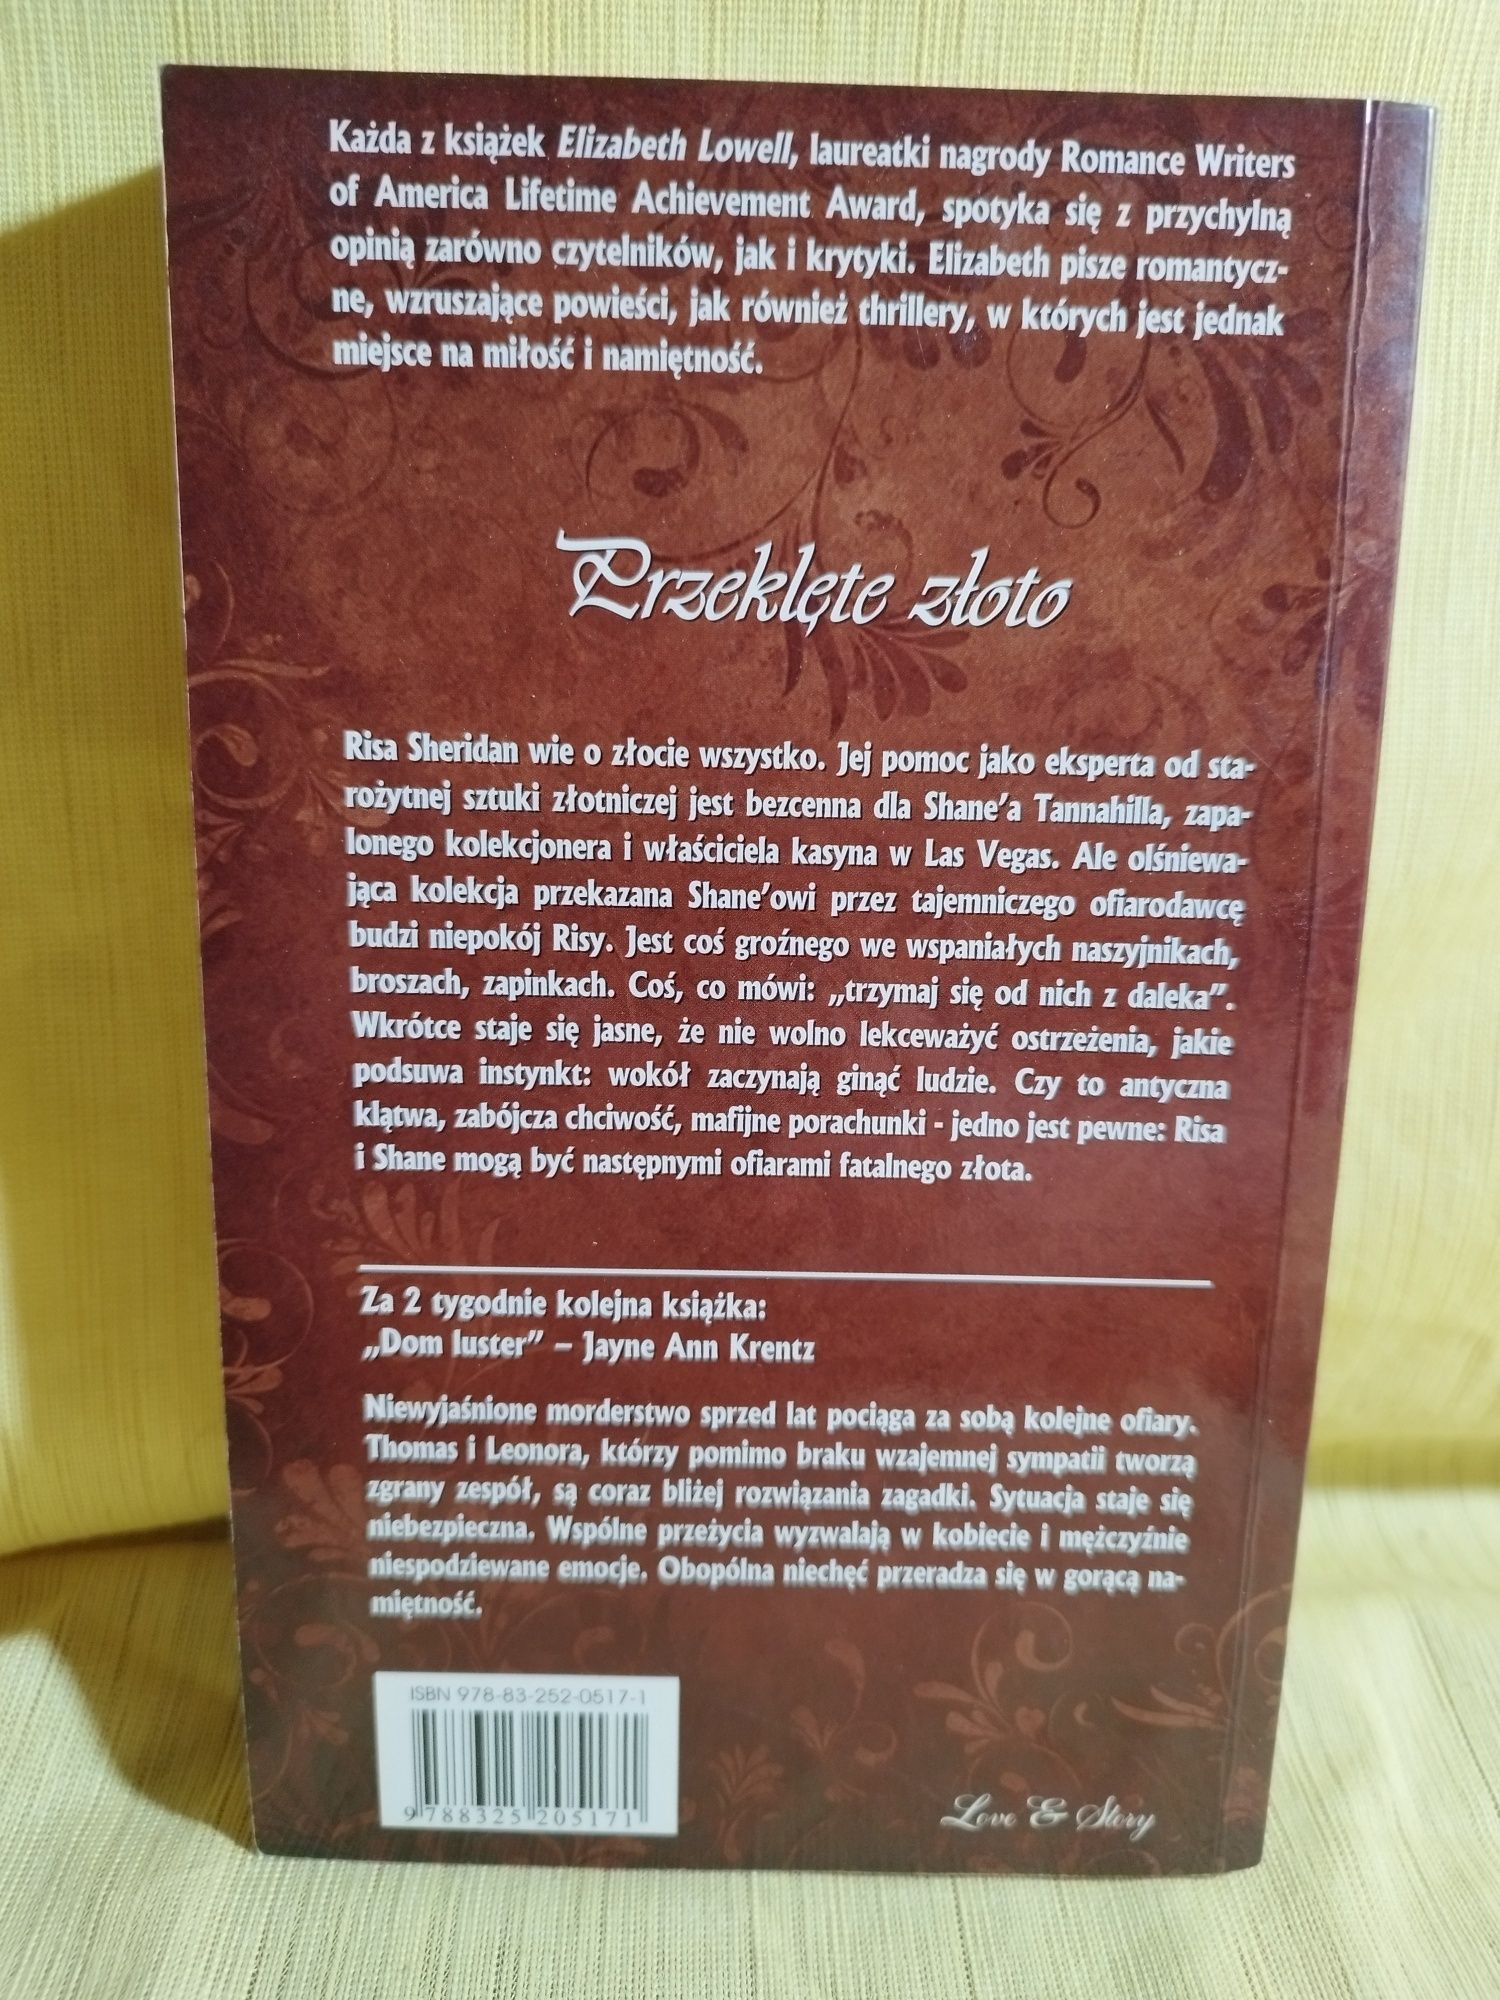 Każda z książek Elizabeth Lowell, laureatki nagrody Romance Writers
of America Lifetime Achievement Award, spotyka się z przychylną
opinią zarówno czytelników, jak i krytyki. Elizabeth pisze romantycz-
ne, wzruszające powieści, jak również thrillery, w których jest jednak
miejsce na miłość i namiętność.
Przeklęte złoto
Risa Sheridan wie o złocie wszystko. Jej pomoc jako eksperta od sta-
rożytnej sztuki złotniczej jest bezcenna dla Shane'a Tannahilla, zapa-
lonego kolekcjonera i właściciela kasyna w Las Vegas. Ale olśniewa-
jąca kolekcja przekazana Shane'owi przez tajemniczego ofiarodawcę
budzi niepokój Risy. Jest coś groźnego we wspaniałych naszyjnikach,
broszach, zapinkach. Coś, co mówi: „trzymaj się od nich z daleka”.
Wkrótce staje się jasne, że nie wolno lekceważyć ostrzeżenia, jakie
podsuwa instynkt: wokół zaczynają ginąć ludzie. Czy to antyczna
klątwa, zabójcza chciwość, mafijne porachunki - jedno jest pewne: Risa
i Shane mogą być następnymi ofiarami fatalnego złota.
Za 2 tygodnie kolejna książka:
„Dom luster” – Jayne Ann Krentz
Niewyjaśnione morderstwo sprzed lat pociąga za sobą kolejne ofiary.
Thomas i Leonora, którzy pomimo braku wzajemnej sympatii tworzą
zgrany zespół, są coraz bliżej rozwiązania zagadki. Sytuacja staje się
niebezpieczna. Wspólne przeżycia wyzwalają w kobiecie i mężczyźnie
niespodziewane emocje. Obopólna niechęć przeradza się w gorącą na-
miętność.
ISBN 978-83-252-0517-1
9 788325 205171
Love & Story